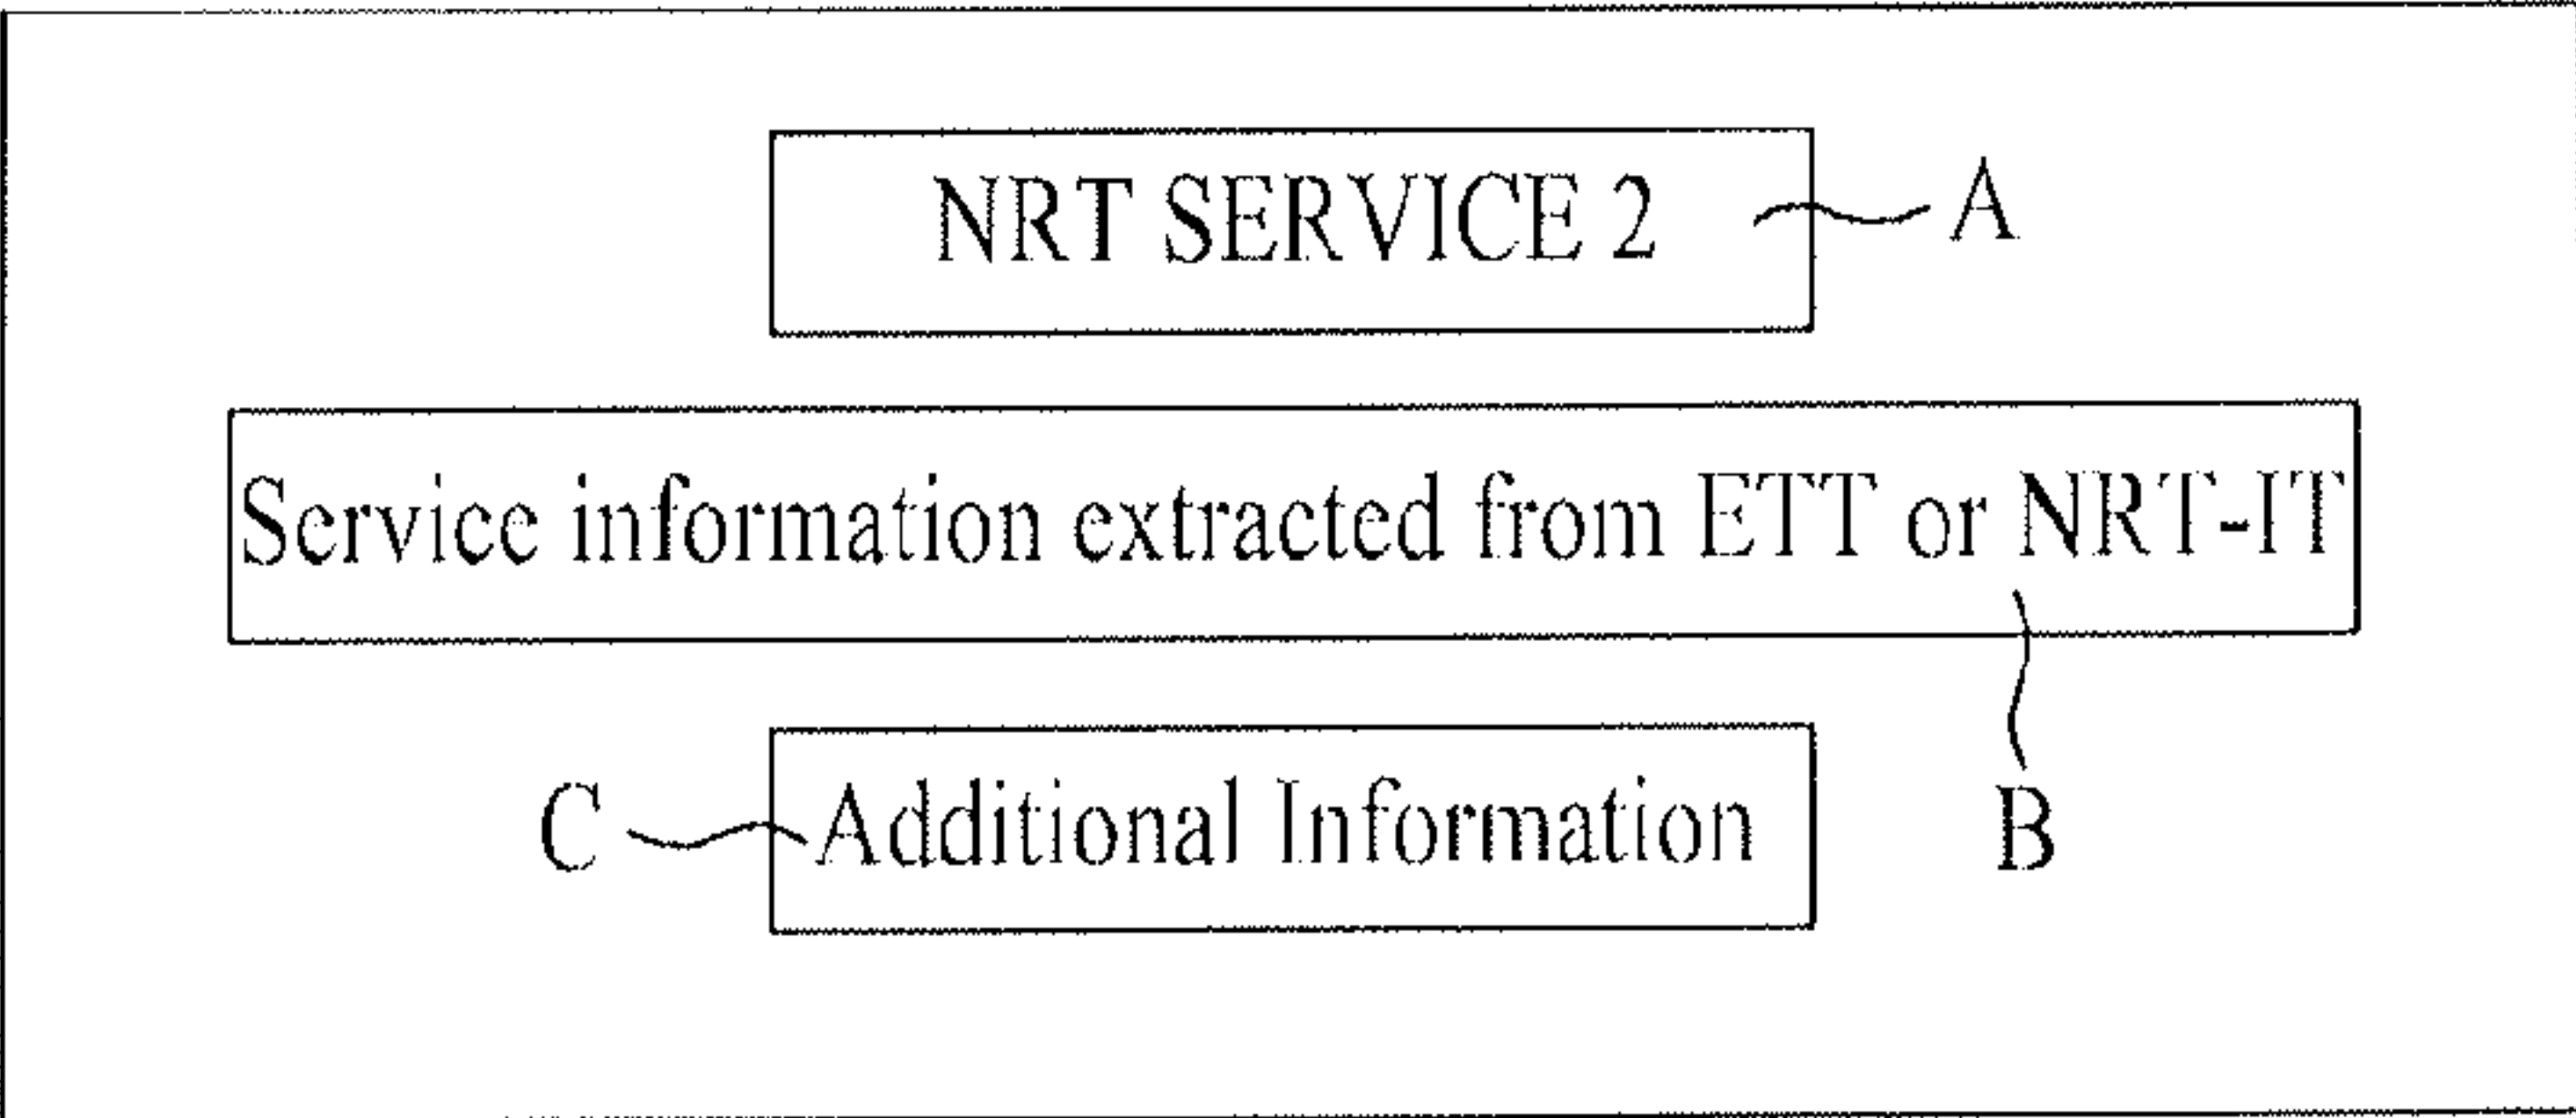 NRT SERVICE 2
A
Service information extracted from ETT or NRT-IT
C
Additional Information
B